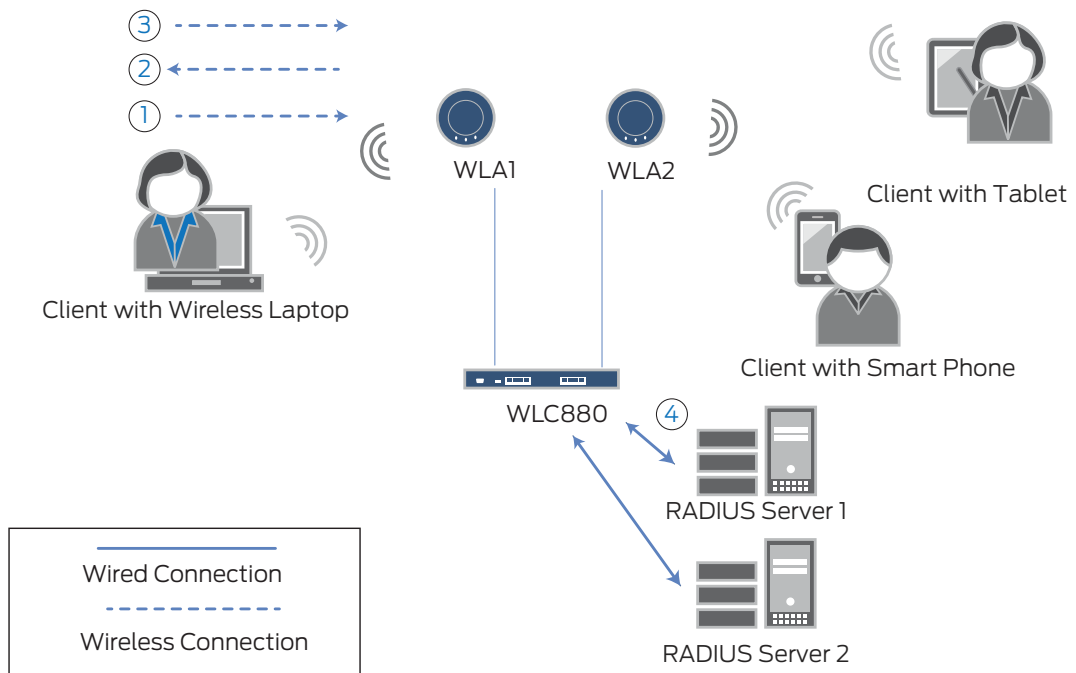 3
2
1
WLA1
WLA2
Client with Tablet
Client with Wireless Laptop
Client with Smart Phone
WLC880
4
RADIUS Server 1
Wired Connection
Wireless Connection
RADIUS Server 2